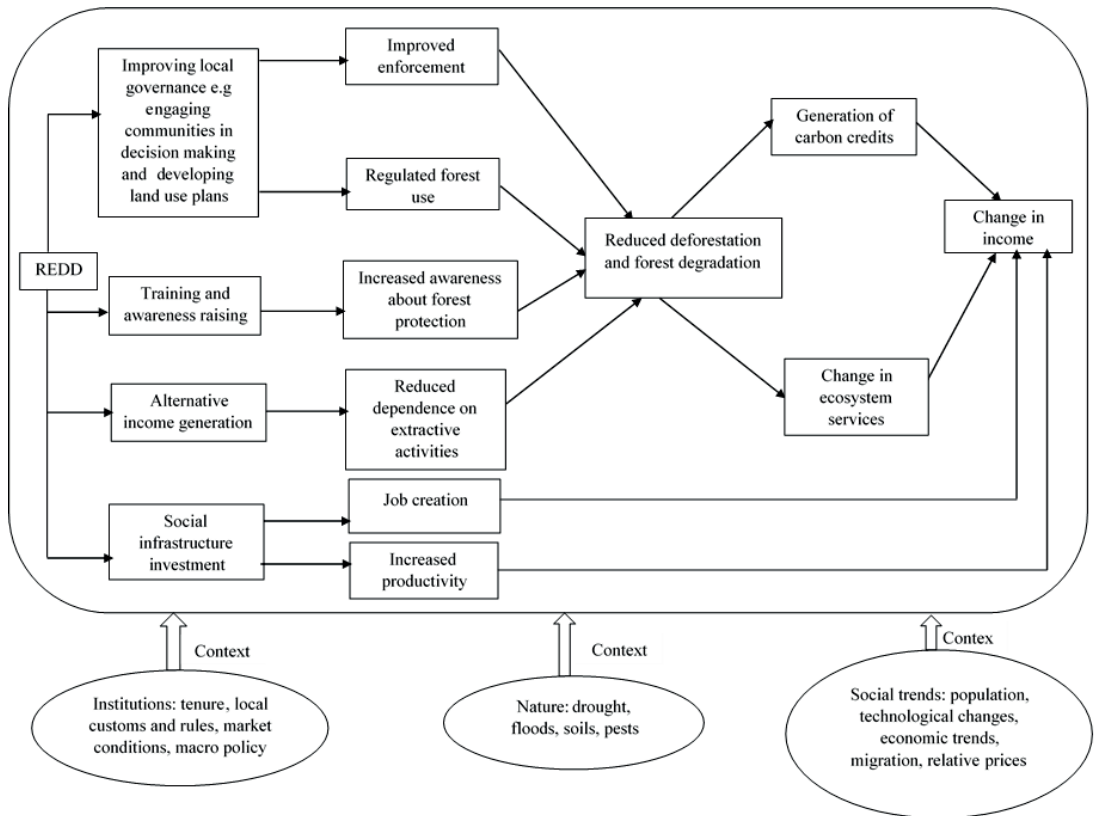 Improving local
governance e.g
engaging
communities in
decision making
and developing
land use plans
Improved
enforcement
Regulated forest
use
Generation of
carbon credits
Reduced deforestation
and forest degradation
Change in
income
REDD
Training and
awareness raising
Increased awareness
about forest
protection
Alternative
income generation
Reduced
dependence on
extractive
activities
Change in
ecosystem
services
Social
infrastructure
investment
Job creation
Increased
productivity
Context
Context
Contex
Institutions: tenure, local
customs and rules, market
conditions, macro policy
Nature: drought,
floods, soils, pests
Social trends: population,
technological changes,
economic trends,
migration, relative prices